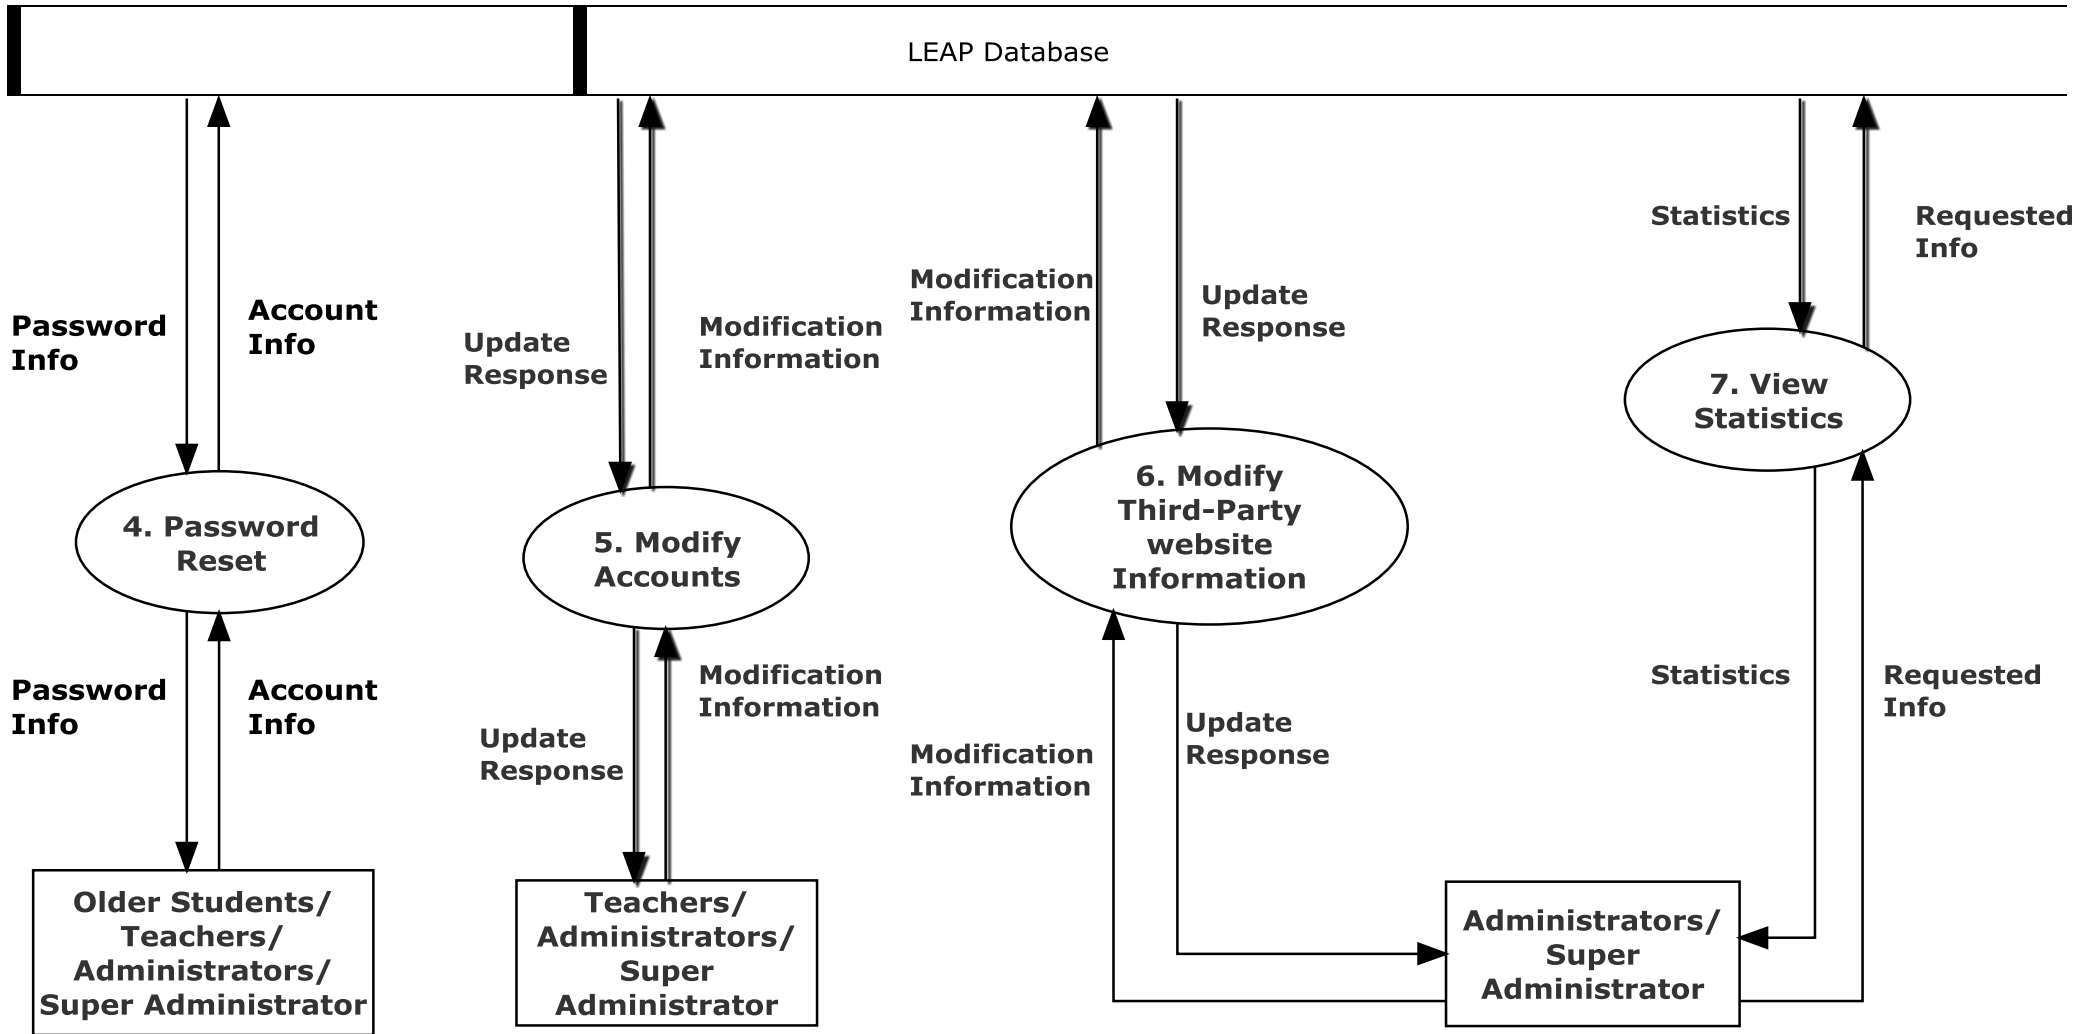 LEAP Database
Statistics
Requested
Info
Modification
Information
Update
Response
Password
Info
Account
Info
Update
Response
Modification
Information
7. View
Statistics
4. Password
Reset
5. Modify
Accounts
6. Modify
Third-Party
website
Information
Password
Info
Account
Info
Update
Response
Modification
Information
Modification
Information
Update
Response
Statistics
Requested
Info
Older Students/
Teachers/
Administrators/
Super Administrator
Teachers/
Administrators/
Super
Administrator
Administrators/
Super
Administrator